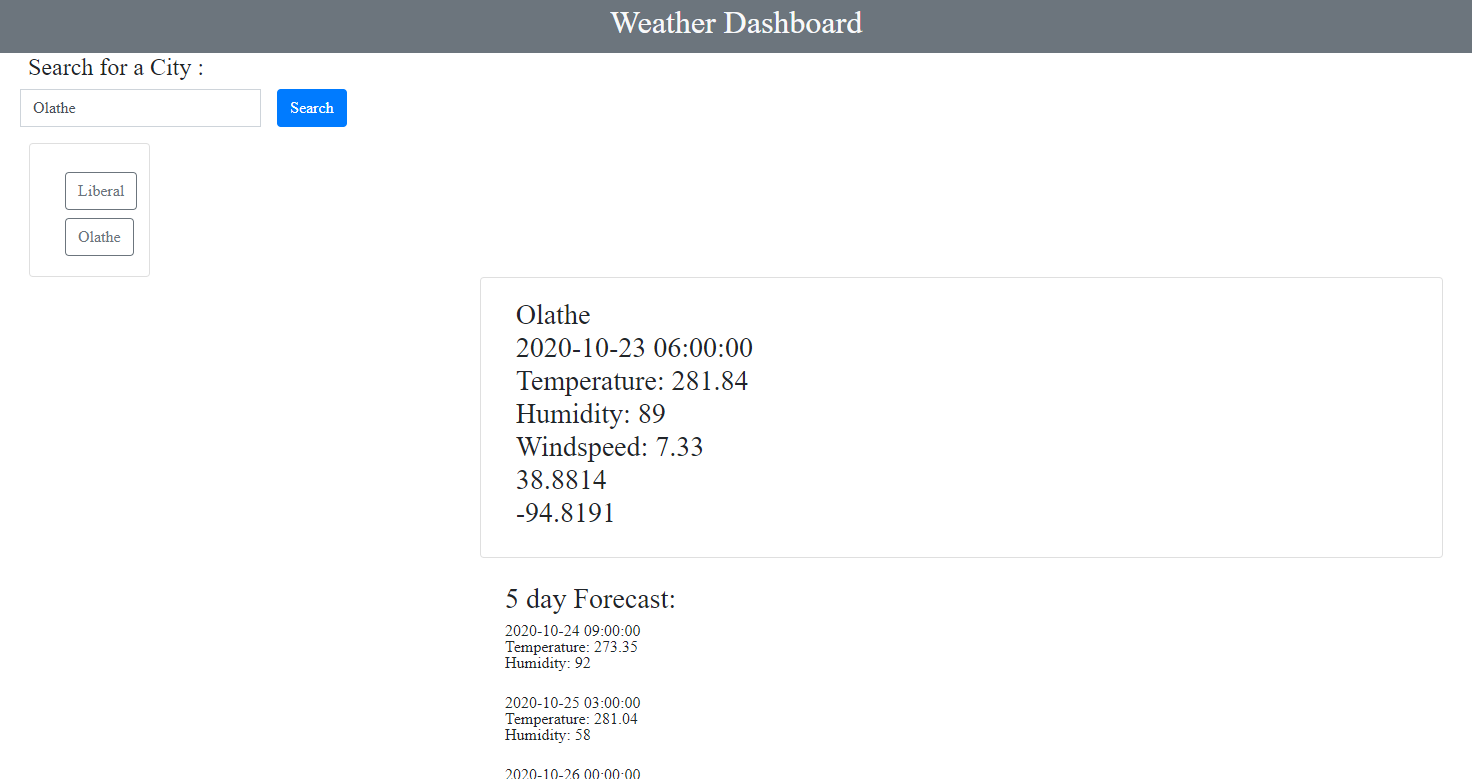 Weather Dashboard
Search for a City :
Olathe
Search
Liberal
Olathe
Olathe
2020-10-23 06:00:00
Temperature: 281.84
Humidity: 89
Windspeed: 7.33
38.8814
-94.8191
5 day Forecast:
2020-10-24 09:00:00
Temperature: 273.35
Humidity: 92
2020-10-25 03:00:00
Temperature: 281.04
Humidity: 58
2020-10-26 00:00:00